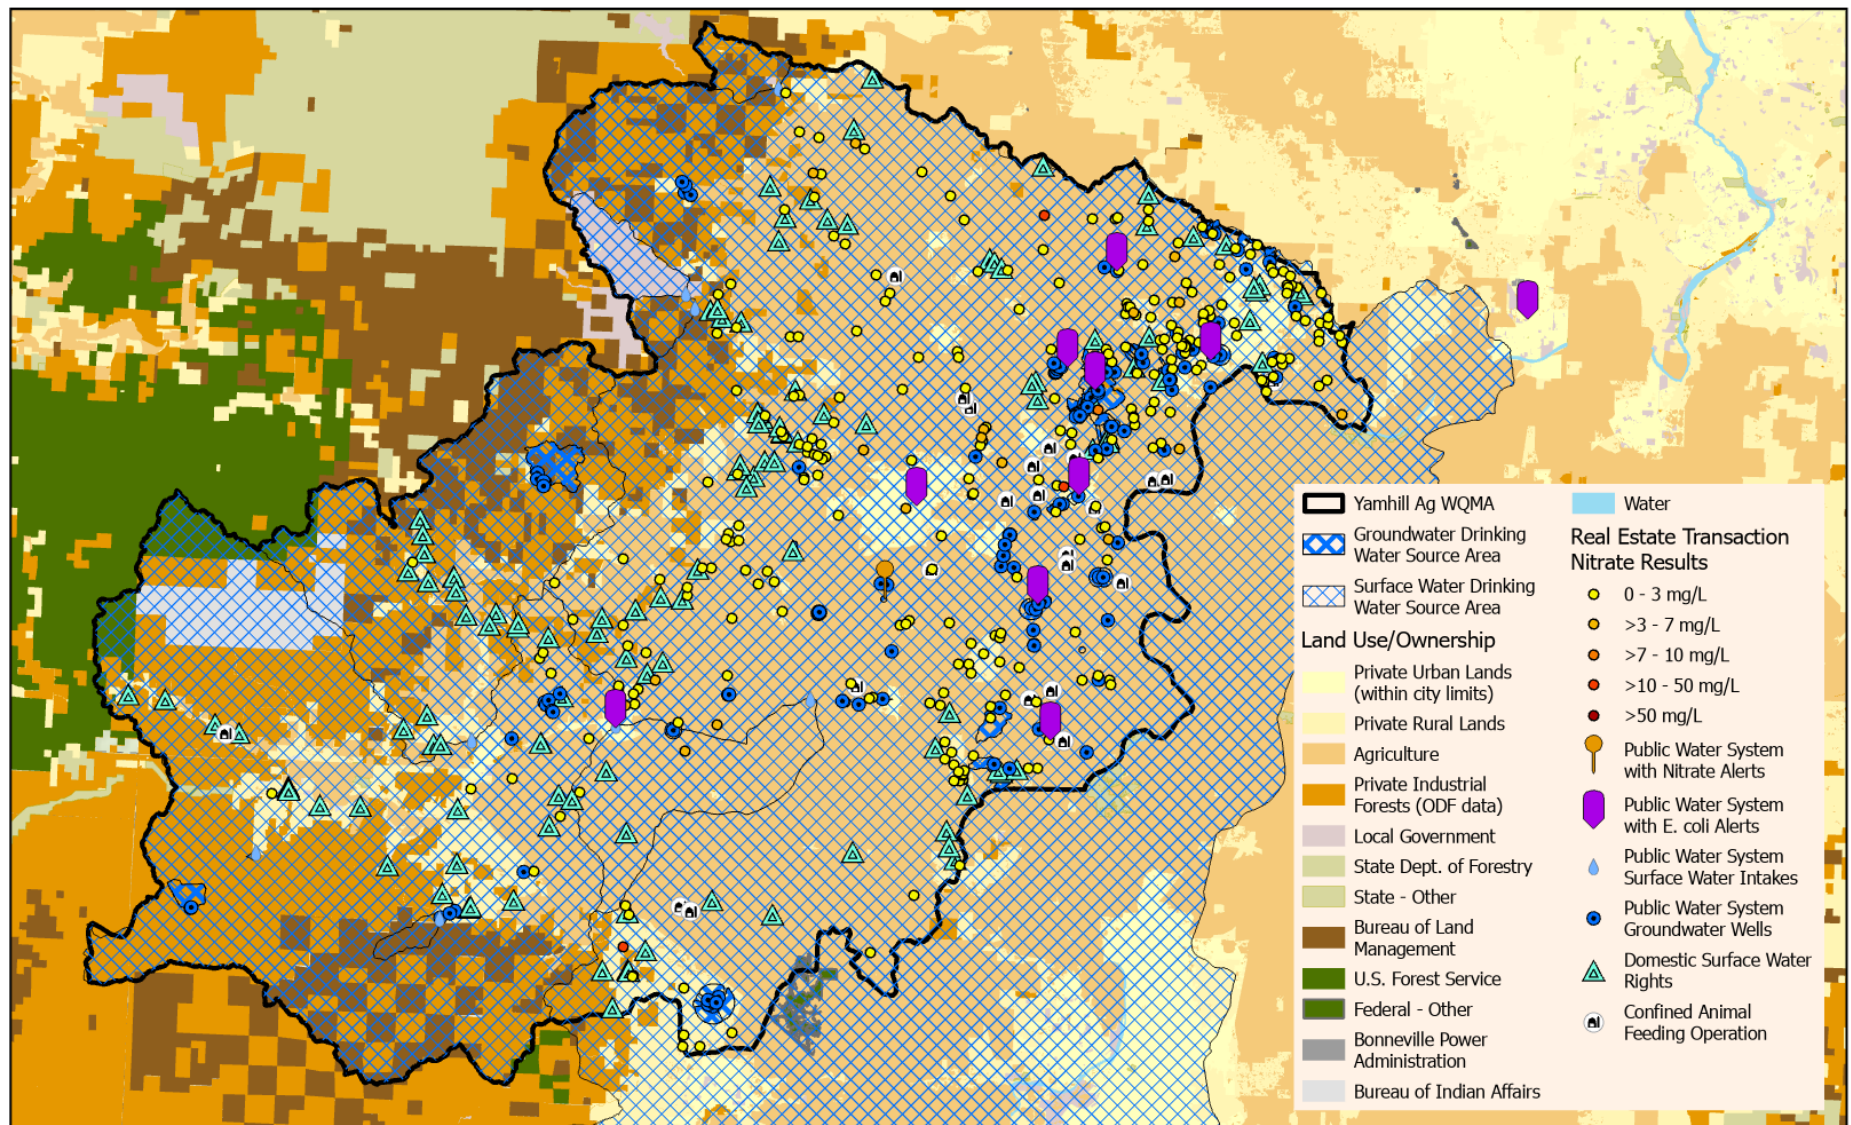 Yamhill Ag WQMA
Groundwater Drinking
Water Source Area
Surface Water Drinking
Water Source Area
Land Use/Ownership
Private Urban Lands
(within city limits)
Private Rural Lands
Agriculture
Private Industrial
Forests (ODF data)
Local Government
State Dept. of Forestry
State - Other
Bureau of Land
Management
U.S. Forest Service
Federal - Other
Bonneville Power
Administration
Bureau of Indian Affairs
Water
Real Estate Transaction
Nitrate Results
0 - 3 mg/L
>3 - 7 mg/L
>7 - 10 mg/L
>10 - 50 mg/L
>50 mg/L
Public Water System
with Nitrate Alerts
Public Water System
with E. coli Alerts
Public Water System
Surface Water Intakes
Public Water System
Groundwater Wells
Domestic Surface Water
Rights
Confined Animal
Feeding Operation